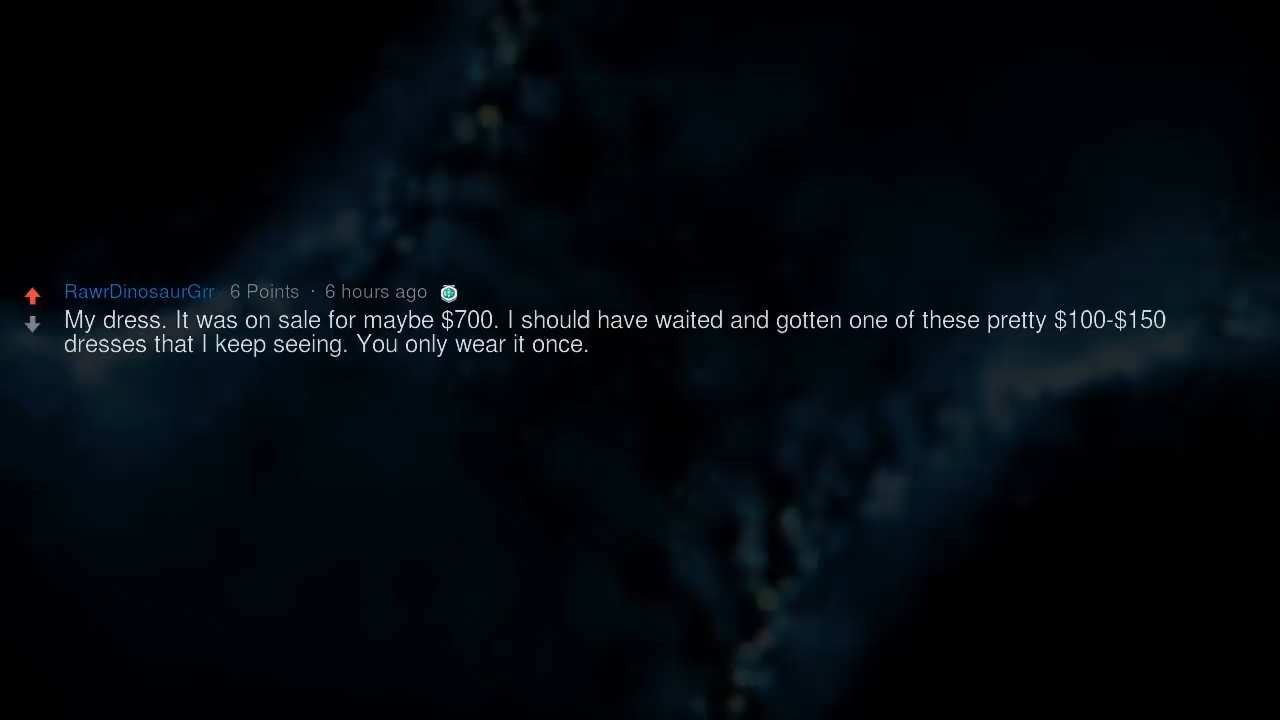 RawrDinosaurGrr 6 Points · 6 hours ago
My dress. It was on sale for maybe $700. I should have waited and gotten one of these pretty $100-$150
dresses that I keep seeing. You only wear it once.